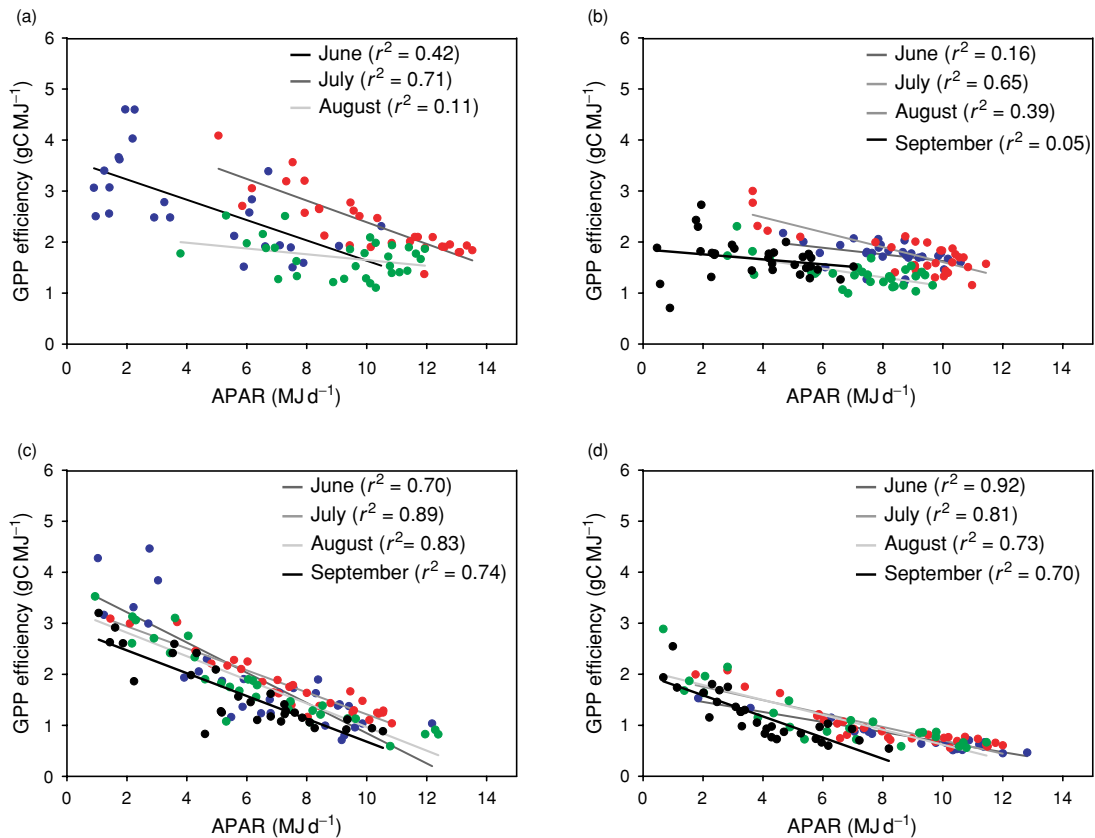 (a)
6
5
4
3
2
1
0
GPP efficiency (gC MJ⁻¹)
June (r² = 0.42)
July (r² = 0.71)
August (r² = 0.11)
0 2 4 6 8 10 12 14
APAR (MJ d⁻¹)
(b)
6
5
4
3
2
1
0
GPP efficiency (gC MJ⁻¹)
June (r² = 0.16)
July (r² = 0.65)
August (r² = 0.39)
September (r² = 0.05)
0 2 4 6 8 10 12 14
APAR (MJ d⁻¹)
(c)
6
5
4
3
2
1
0
GPP efficiency (gC MJ⁻¹)
June (r² = 0.70)
July (r² = 0.89)
August (r² = 0.83)
September (r² = 0.74)
0 2 4 6 8 10 12 14
APAR (MJ d⁻¹)
(d)
6
5
4
3
2
1
0
GPP efficiency (gC MJ⁻¹)
June (r² = 0.92)
July (r² = 0.81)
August (r² = 0.73)
September (r² = 0.70)
0 2 4 6 8 10 12 14
APAR (MJ d⁻¹)